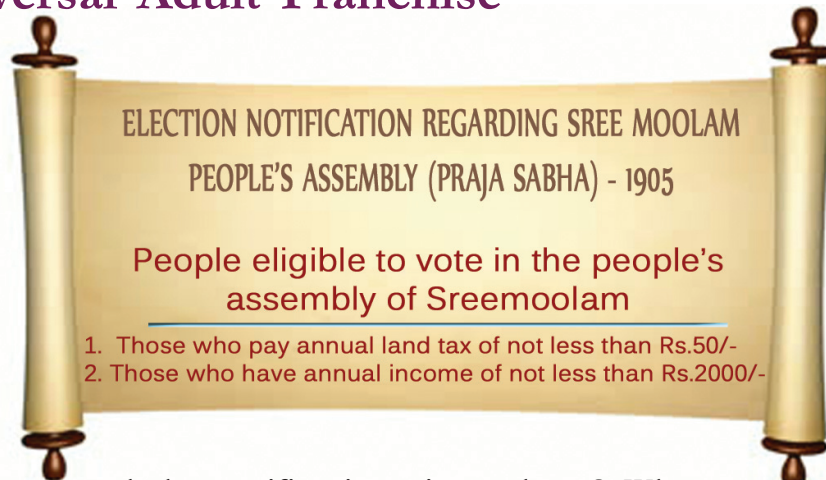 Adult Franchise
ELECTION NOTIFICATION REGARDING SREE MOOLAM
PEOPLE'S ASSEMBLY (PRAJA SABHA) - 1905
People eligible to vote in the people's
assembly of Sreemoolam
1. Those who pay annual land tax of not less than Rs.50/-
2. Those who have annual income of not less than Rs.2000/-